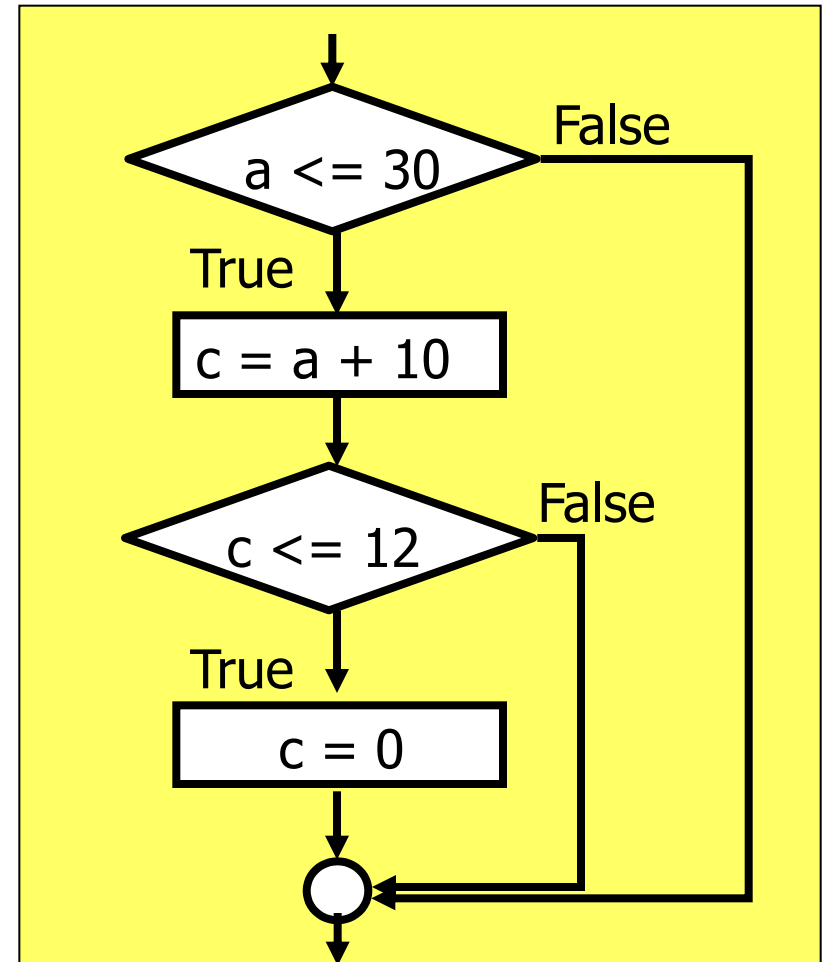 False
a <= 30
True
c = a + 10
False
c <= 12
True
c = 0